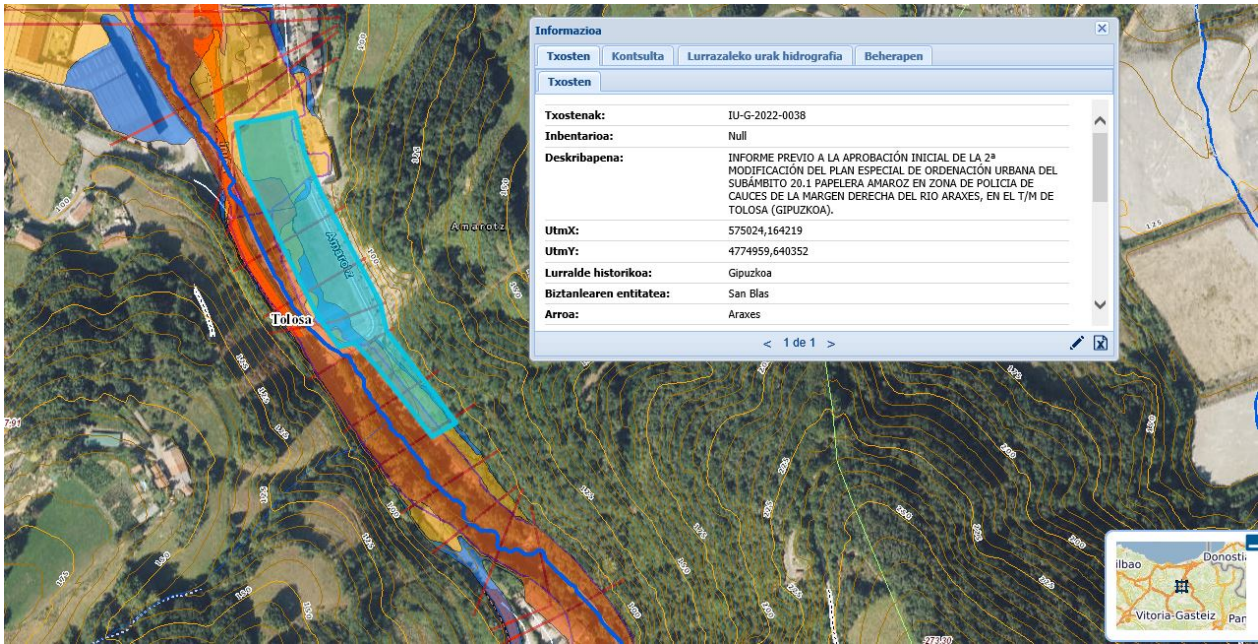 Informazioa
Txosten
Kontsulta
Lurrazaleko urak hidrografia
Beherapen
Txosten
Txostenak: IU-G-2022-0038
Inbentarioa: Null
Deskribapena: INFORME PREVIO A LA APROBACIÓN INICIAL DE LA 2ª
MODIFICACIÓN DEL PLAN ESPECIAL DE ORDENACIÓN URBANA DEL
SUBÁMBITO 20.1 PAPELERA AMAROZ EN ZONA DE POLICIA DE
CAUCES DE LA MARGEN DERECHA DEL RIO ARAXES, EN EL T/M DE
TOLOSA (GIPUZKOA).
UtmX: 575024,164219
UtmY: 4774959,640352
Lurralde historikoa: Gipuzkoa
Biztanlearen entitatea: San Blas
Arroa: Araxes
< 1 de 1 >
Amarotz
Amarotz
Tolosa
100
125
ilbao
Donosti
Vitoria-Gasteiz
Pan